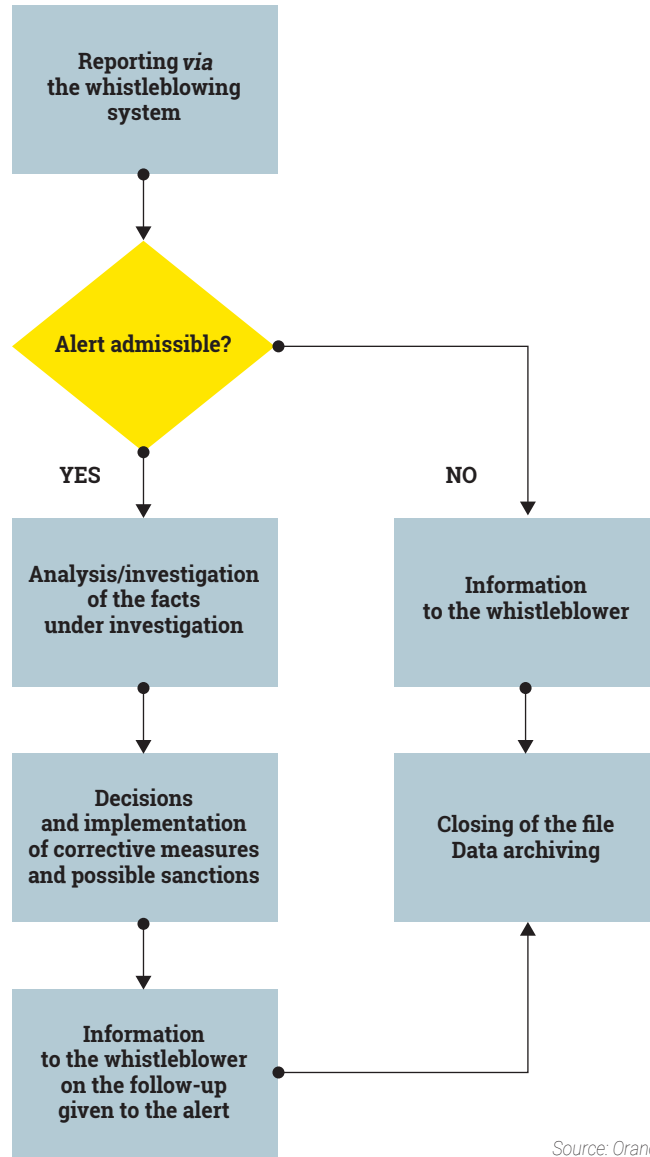 Reporting via
the whistleblowing
system
Alert admissible?
YES
NO
Analysis/investigation
of the facts
under investigation
Information
to the whistleblower
Decisions
and implementation
of corrective measures
and possible sanctions
Closing of the file
Data archiving
Information
to the whistleblower
on the follow-up
given to the alert
Source: